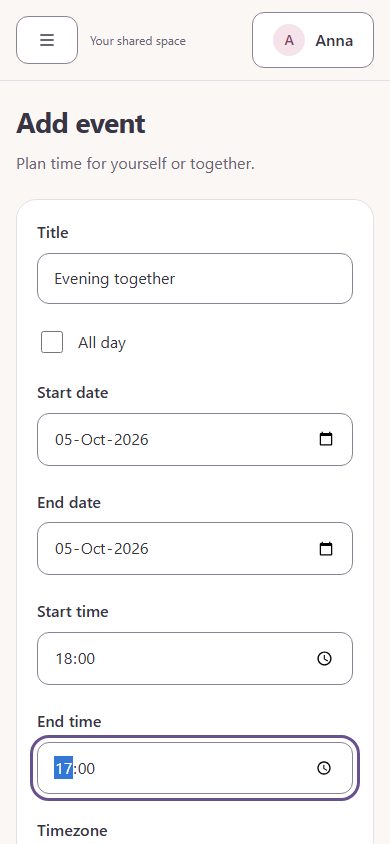 Your shared space
A Anna
Add event
Plan time for yourself or together.
Title
Evening together
All day
Start date
05-Oct-2026
End date
05-Oct-2026
Start time
18:00
End time
17:00
Timezone